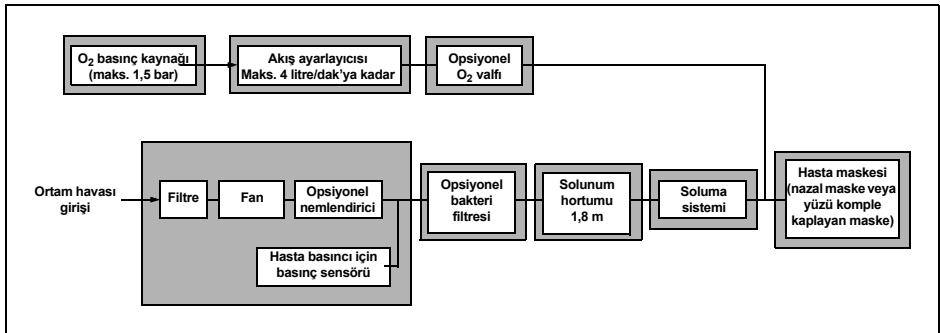 O₂ basınç kaynağı
(maks. 1,5 bar)
Akış ayarlayıcısı
Maks. 4 litre/dak’ya kadar
Opsiyonel
O₂ valfı
Ortam havası
girişi
Filtre
Fan
Opsiyonel
nemlendirici
Hasta basıncı için
basınç sensörü
Opsiyonel
bakteri
filtresi
Solunum
hortumu
1,8 m
Soluma
sistemi
Hasta maskesi
(nazal maske veya
yüzü komple
kaplayan maske)